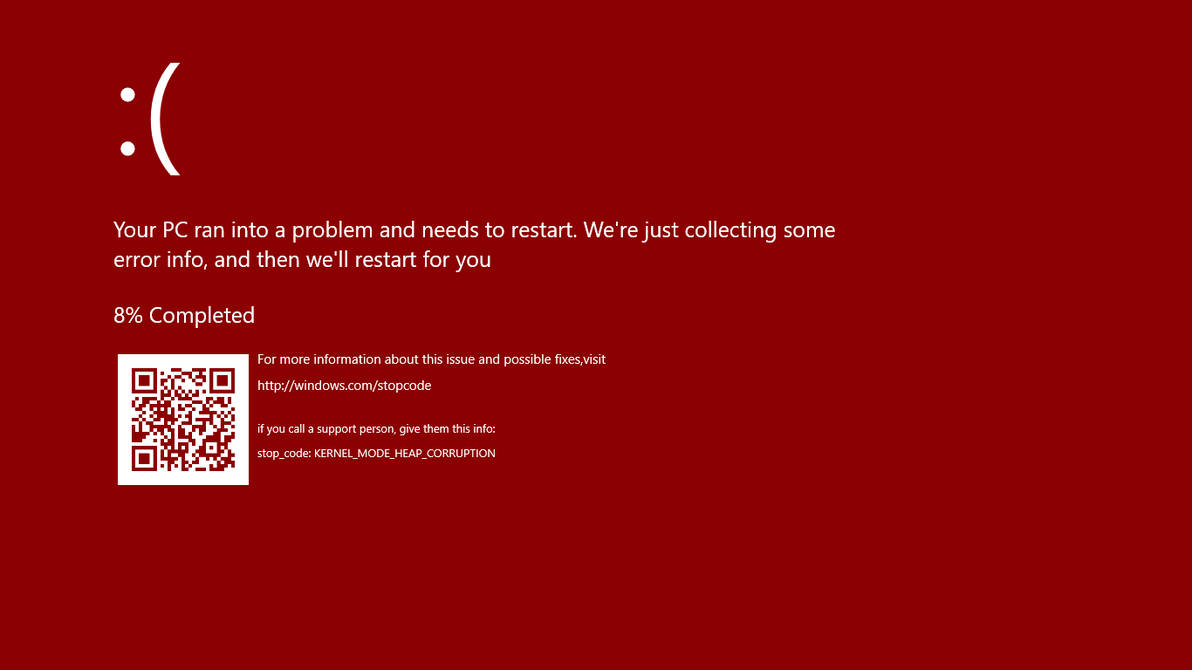 :(
Your PC ran into a problem and needs to restart. We're just collecting some
error info, and then we'll restart for you
8% Completed
For more information about this issue and possible fixes,visit
http://windows.com/stopcode
if you call a support person, give them this info:
stop_code: KERNEL_MODE_HEAP_CORRUPTION